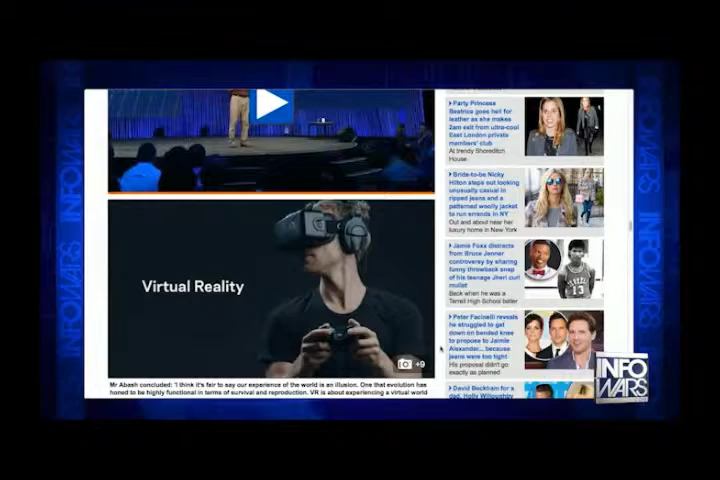 Party Princess
Beatrice goes hell for
leather as she makes
2am exit from ultra-cool
East London private
members' club
At trendy Shoreditch
House
Bride-to-be Nicky
Hilton steps out looking
unusually casual in
ripped jeans and a
patterned woolly jacket
to run errands in NY
Out and about near her
luxury home in New York
Jamie Foxx distracts
from Bruce Jenner
controversy by sharing
funny throwback snap
of his teenage Jheri curl
mullet
Back when he was a
Terrell High School baller
13
Peter Facinelli reveals
he struggled to get
down on bended knee
to propose to Jaimie
Alexander... because
jeans were too tight
His proposal didn't go
exactly as planned
David Beckham for a
dad, Holly Willoughby
Virtual Reality
+9
Mr Abash concluded: 'I think it's fair to say our experience of the world is an illusion. One that evolution has
honed to be highly functional in terms of survival and reproduction. VR is about experiencing a virtual world
INFO
WARS
INFOWARS
INFOWARS